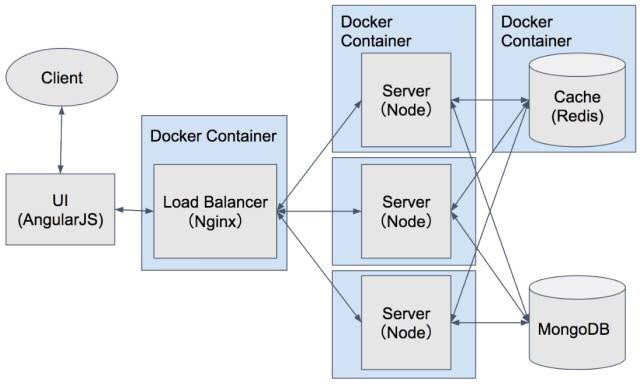 Client
UI
(AngularJS)
Docker Container
Load Balancer
（Nginx）
Docker
Container
Server
（Node）
Server
（Node）
Server
（Node）
Docker
Container
Cache
(Redis)
MongoDB